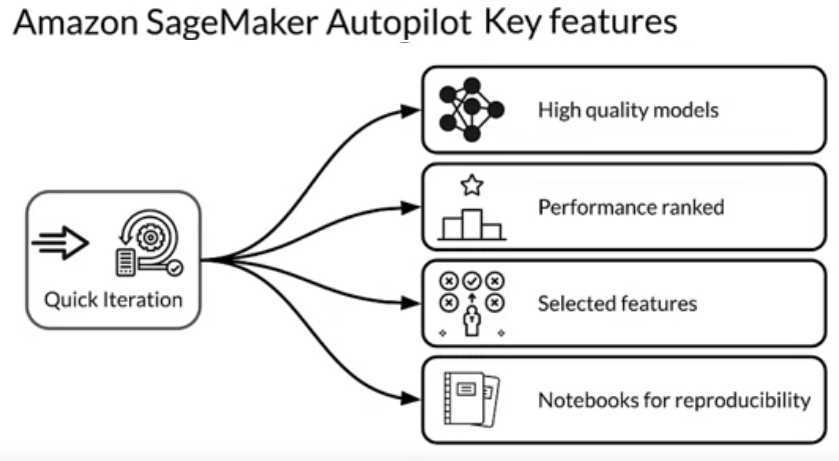 Amazon SageMaker Autopilot Key features
High quality models
Performance ranked
Quick Iteration
Selected features
Notebooks for reproducibility